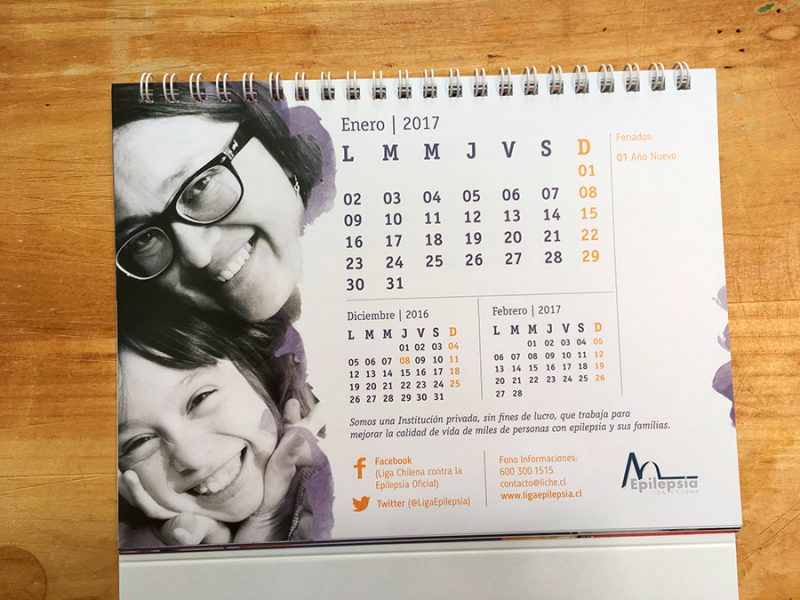 Enero | 2017
L M M J V S D
01
02 03 04 05 06 07 08
09 10 11 12 13 14 15
16 17 18 19 20 21 22
23 24 25 26 27 28 29
30 31
Feriados:
01 Año Nuevo
Diciembre | 2016
L M M J V S D
01 02 03 04
05 06 07 08 09 10 11
12 13 14 15 16 17 18
19 20 21 22 23 24 25
26 27 28 29 30 31
Febrero | 2017
L M M J V S D
01 02 03 04 05
06 07 08 09 10 11 12
13 14 15 16 17 18 19
20 21 22 23 24 25 26
27 28
Somos una Institución privada, sin fines de lucro, que trabaja para
mejorar la calidad de vida de miles de personas con epilepsia y sus familias.
Facebook
(Liga Chilena contra la
Epilepsia Oficial)
Twitter (@LigaEpilepsia)
Fono Informaciones:
600 300 1515
contacto@liche.cl
www.ligaepilepsia.cl
Epilepsia
LIGA CHILENA